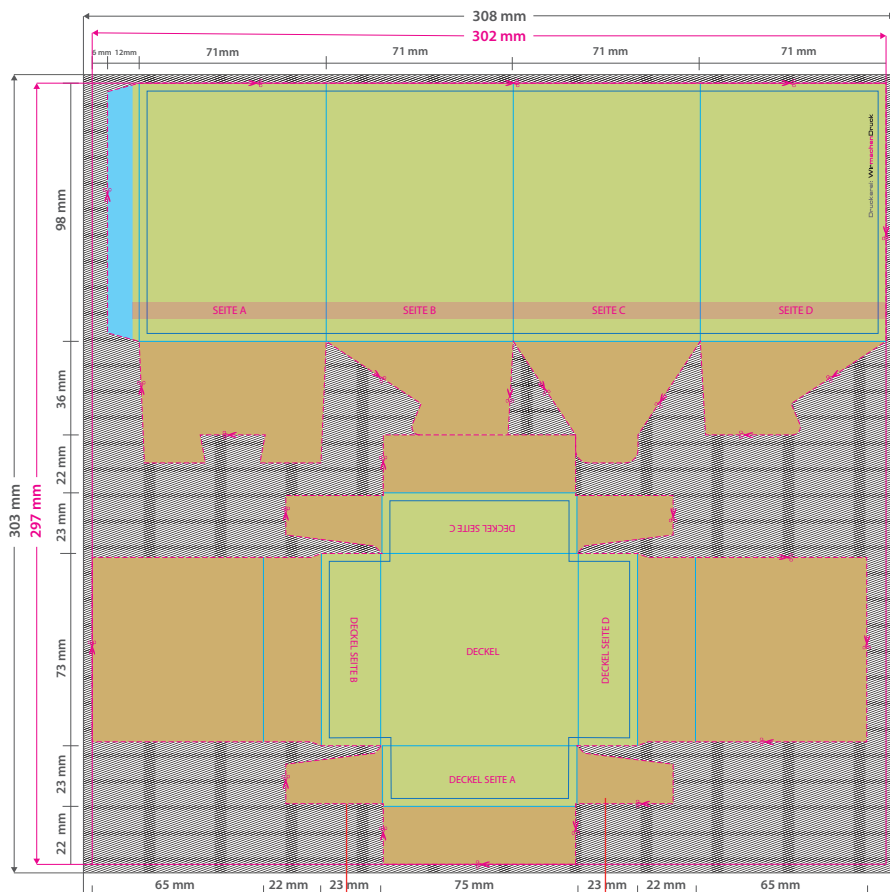 308 mm
302 mm
6 mm 12mm 71mm 71 mm 71 mm 71 mm
Druckerei: WirmacherDruck
98 mm
SEITE A SEITE B SEITE C SEITE D
36 mm
22 mm
303 mm
297 mm
23 mm
DECKEL SEITE C
73 mm
DECKEL SEITE B
DECKEL
DECKEL SEITE D
23 mm
DECKEL SEITE A
22 mm
65 mm 22 mm 23 mm 75 mm 23 mm 22 mm 65 mm